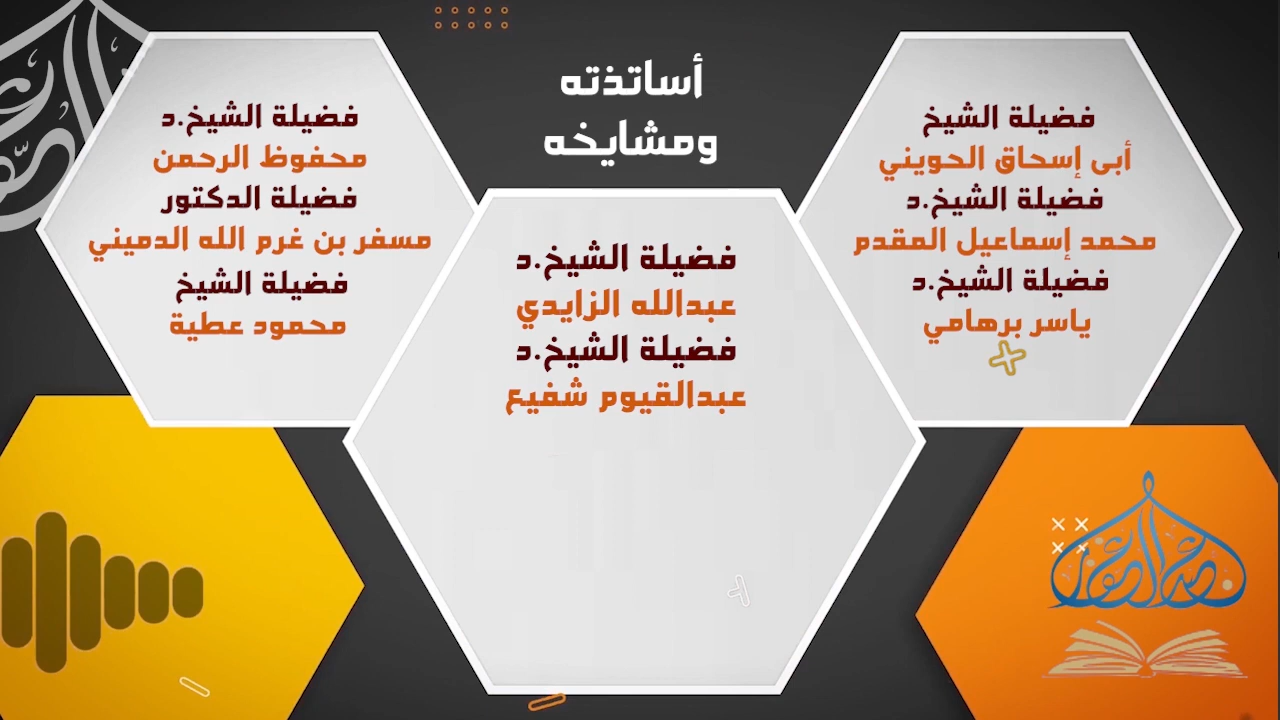 أساتذته
ومشايخه
فضيلة الشيخ
أبى إسحاق الحويني
فضيلة الشيخ.د
محمد إسماعيل المقدم
فضيلة الشيخ.د
ياسر برهامي
فضيلة الشيخ.د
عبدالله الزايدي
فضيلة الشيخ.د
عبدالقيوم شفيع
فضيلة الشيخ.د
محفوظ الرحمن
فضيلة الدكتور
مسفر بن غرم الله الدميني
فضيلة الشيخ
محمود عطية